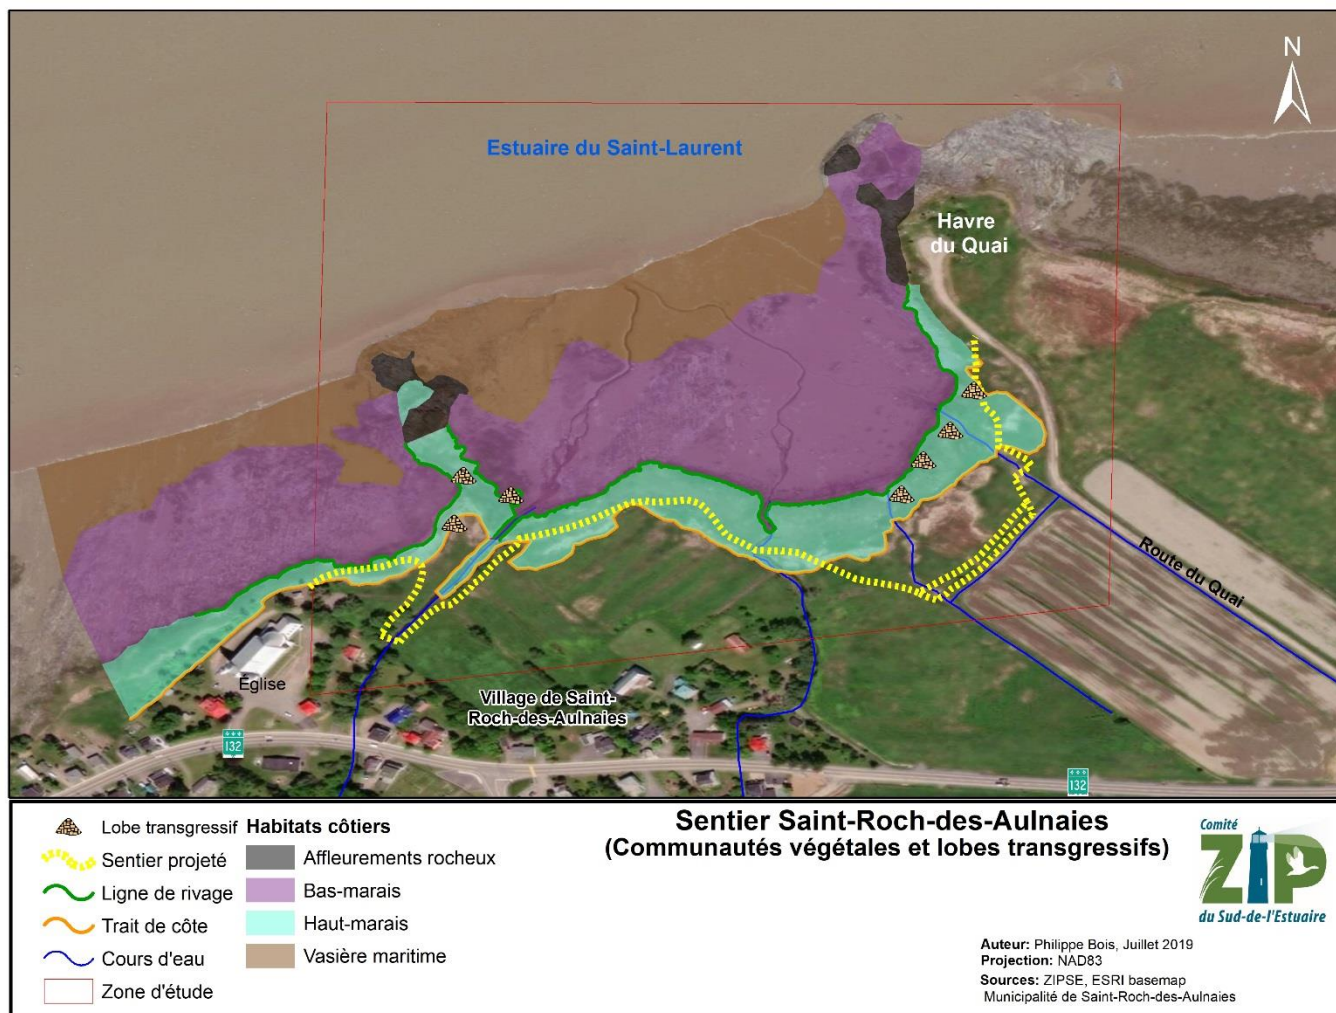 N
Estuaire du Saint-Laurent
Havre
du Quai
Route du Quai
Église
Village de Saint-
Roch-des-Aulnaies
132
132
Lobe transgressif
Sentier projeté
Ligne de rivage
Trait de côte
Cours d'eau
Zone d'étude
Habitats côtiers
Affleurements rocheux
Bas-marais
Haut-marais
Vasière maritime
Sentier Saint-Roch-des-Aulnaies
(Communautés végétales et lobes transgressifs)
Comité
ZIP
du Sud-de-l'Estuaire
Auteur: Philippe Bois, Juillet 2019
Projection: NAD83
Sources: ZIPSE, ESRI basemap
Municipalité de Saint-Roch-des-Aulnaies